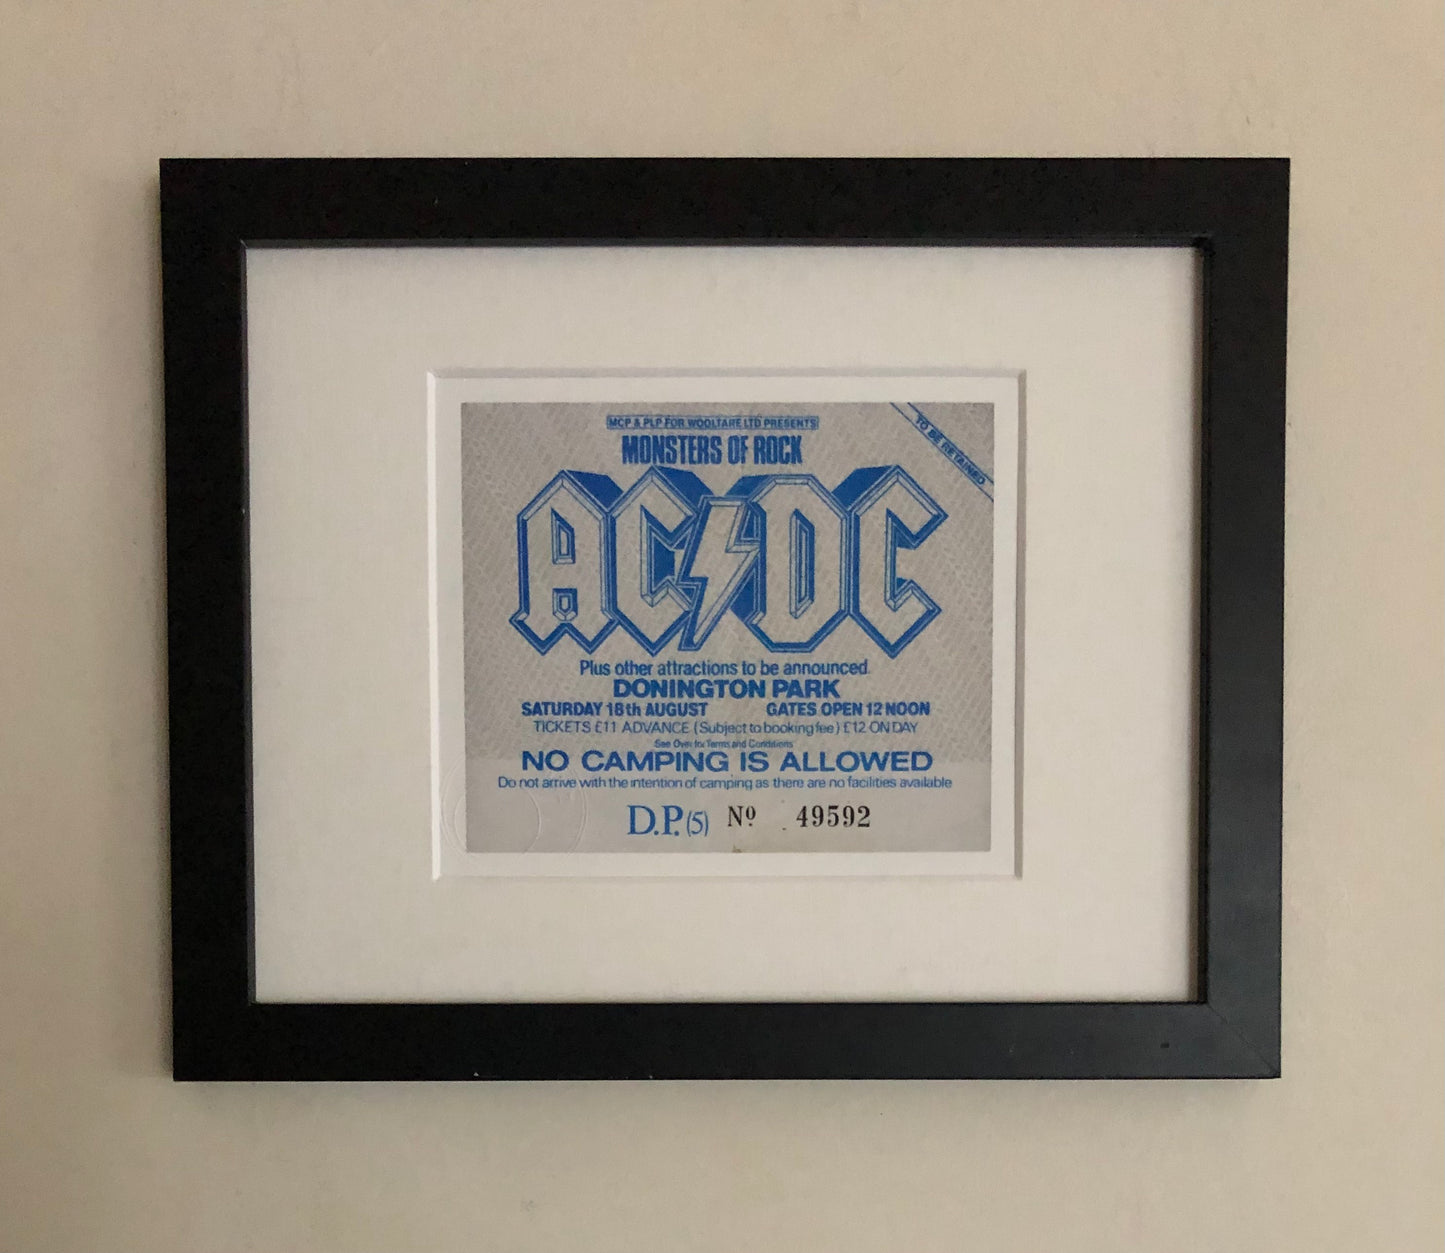 MCP & PLP FOR WOOLTARE LTD PRESENTS
TO BE RETAINED
MONSTERS OF ROCK
AC/DC
Plus other attractions to be announced.
DONINGTON PARK
SATURDAY 18th AUGUST GATES OPEN 12 NOON
TICKETS £11 ADVANCE (Subject to booking fee) £12 ON DAY
See Over for Terms and Conditions
NO CAMPING IS ALLOWED
Do not arrive with the intention of camping as there are no facilities available
D.P. (5) Nº 49592